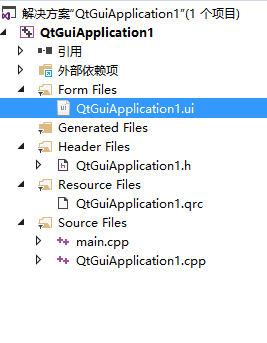 解决方案"QtGuiApplication1"(1 个项目)
QtGuiApplication1
引用
外部依赖项
Form Files
QtGuiApplication1.ui
Generated Files
Header Files
QtGuiApplication1.h
Resource Files
QtGuiApplication1.qrc
Source Files
main.cpp
QtGuiApplication1.cpp